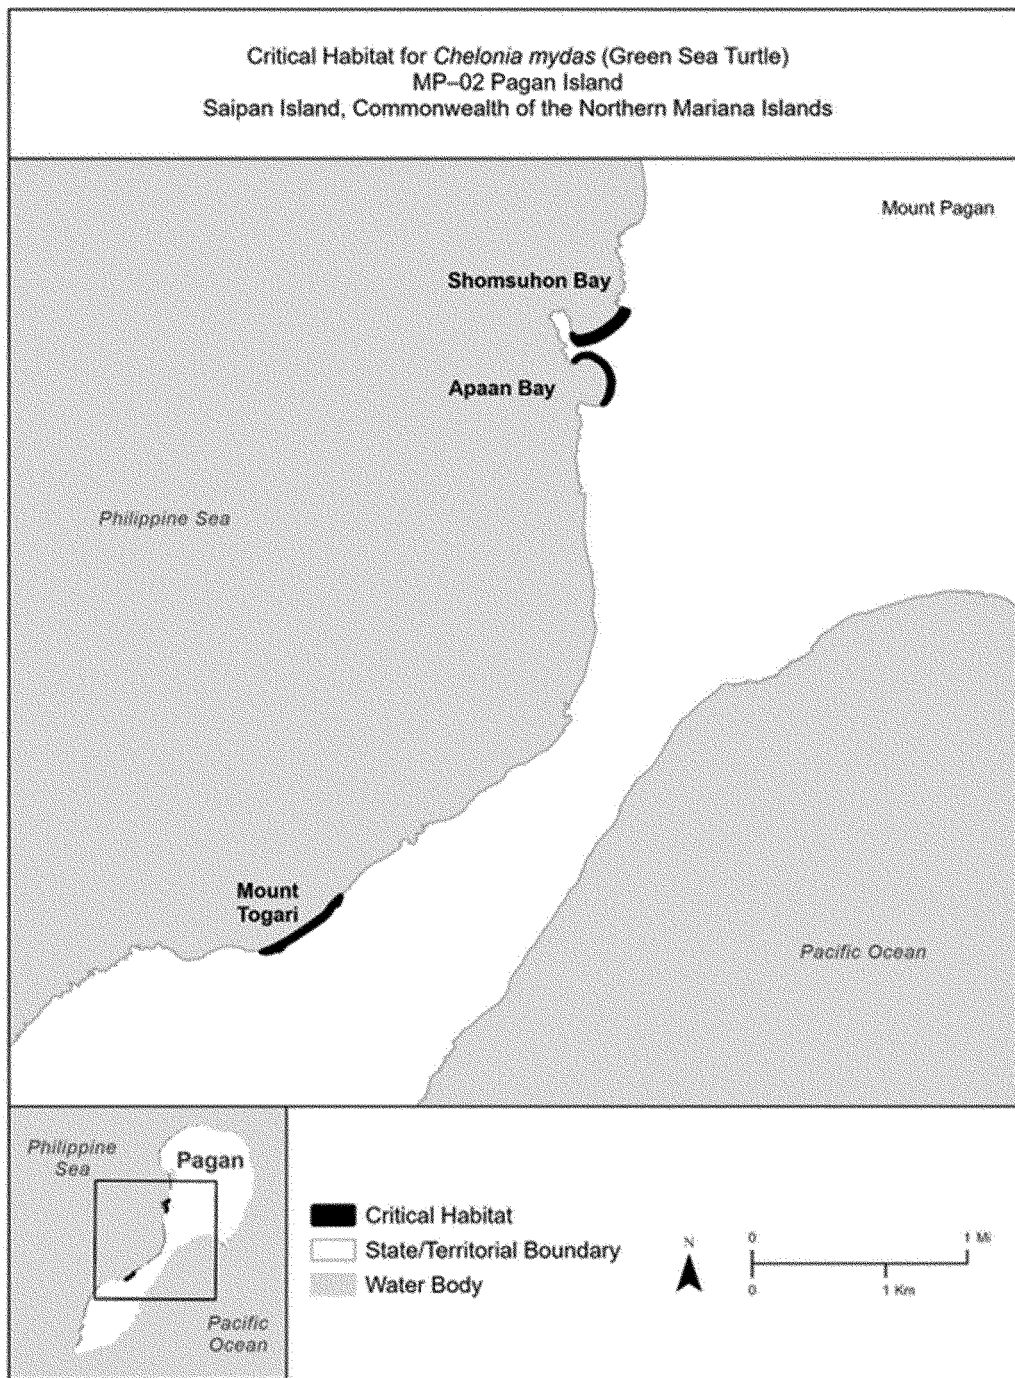 Critical Habitat for Chelonia mydas (Green Sea Turtle)
MP–02 Pagan Island
Saipan Island, Commonwealth of the Northern Mariana Islands
Mount Pagan
Shomsuhon Bay
Apaan Bay
Philippine Sea
Mount
Togari
Pacific Ocean
Philippine
Sea
Pagan
Pacific
Ocean
Critical Habitat
State/Territorial Boundary
Water Body
N
0 1 Mi
0 1 Km